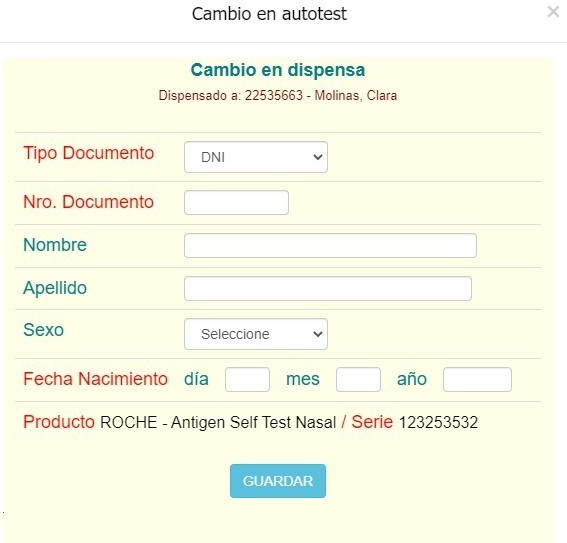 Cambio en autotest ×
Cambio en dispensa
Dispensado a: 22535663 - Molinas, Clara
Tipo Documento DNI
Nro. Documento
Nombre
Apellido
Sexo Seleccione
Fecha Nacimiento día mes año
Producto ROCHE - Antigen Self Test Nasal / Serie 123253532
GUARDAR